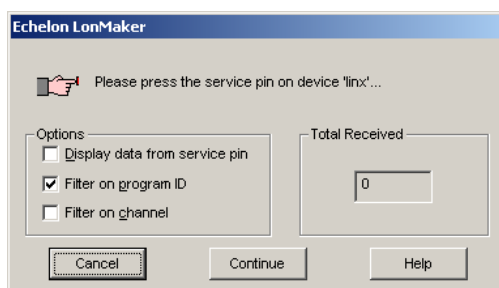 Echelon LonMaker
Please press the service pin on device 'linx'...
Options
Display data from service pin
Filter on program ID
Filter on channel
Total Received
0
Cancel
Continue
Help